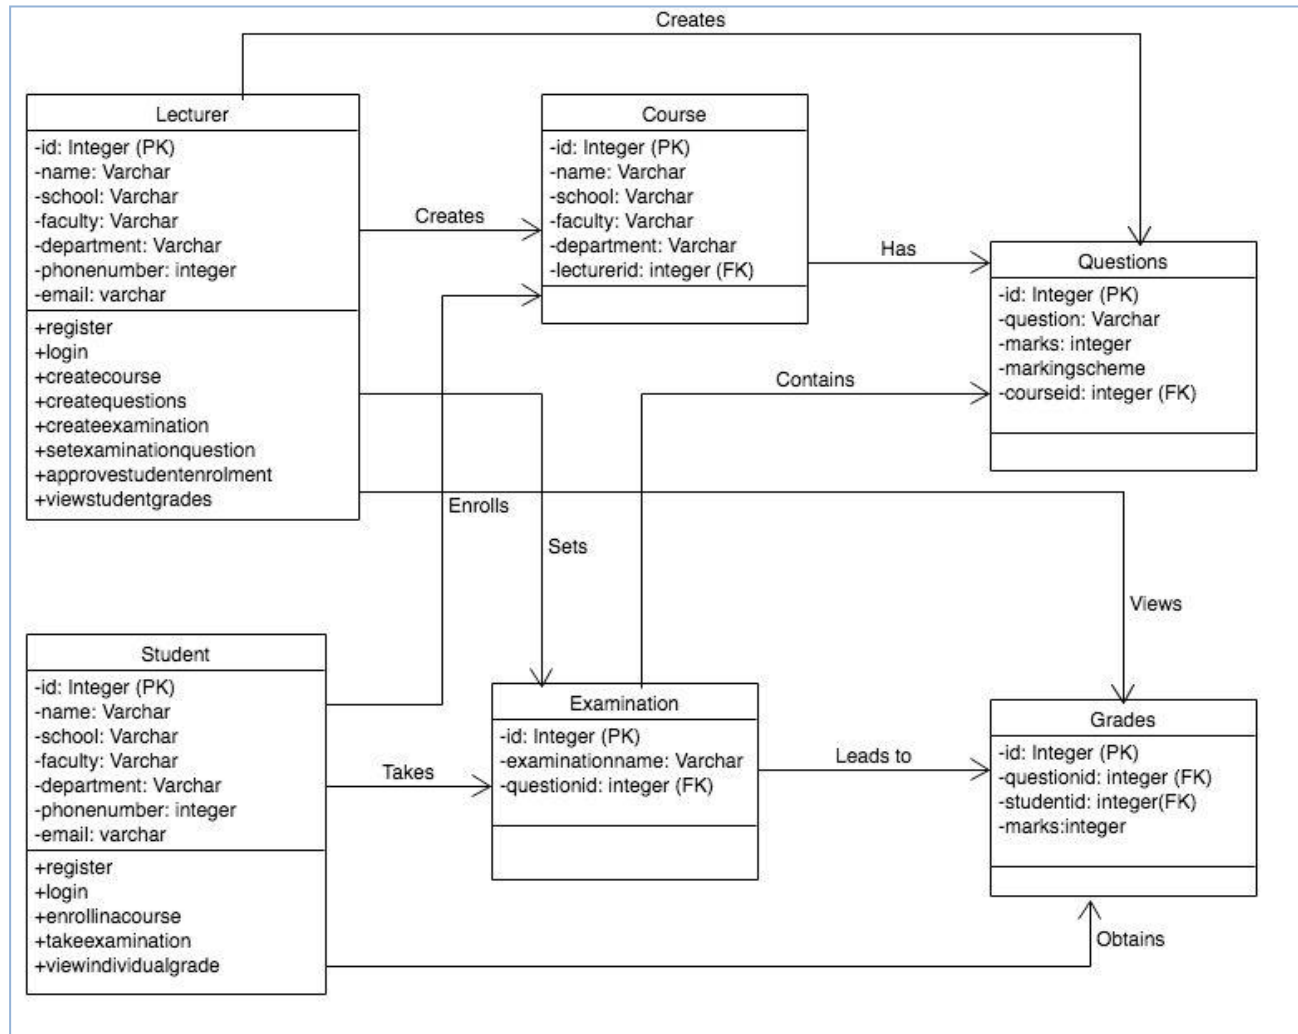 Creates
Lecturer
-id: Integer (PK)
-name: Varchar
-school: Varchar
-faculty: Varchar
-department: Varchar
-phonenumber: integer
-email: varchar
+register
+login
+createcourse
+createquestions
+createexamination
+setexaminationquestion
+approvestudentenrolment
+viewstudentgrades
Creates
Course
-id: Integer (PK)
-name: Varchar
-school: Varchar
-faculty: Varchar
-department: Varchar
-lecturerid: integer (FK)
Has
Questions
-id: Integer (PK)
-question: Varchar
-marks: integer
-markingscheme
-courseid: integer (FK)
Contains
Enrolls
Sets
Views
Student
-id: Integer (PK)
-name: Varchar
-school: Varchar
-faculty: Varchar
-department: Varchar
-phonenumber: integer
-email: varchar
+register
+login
+enrollinacourse
+takeexamination
+viewindividualgrade
Takes
Examination
-id: Integer (PK)
-examinationname: Varchar
-questionid: integer (FK)
Leads to
Grades
-id: Integer (PK)
-questionid: integer (FK)
-studentid: integer(FK)
-marks:integer
Obtains